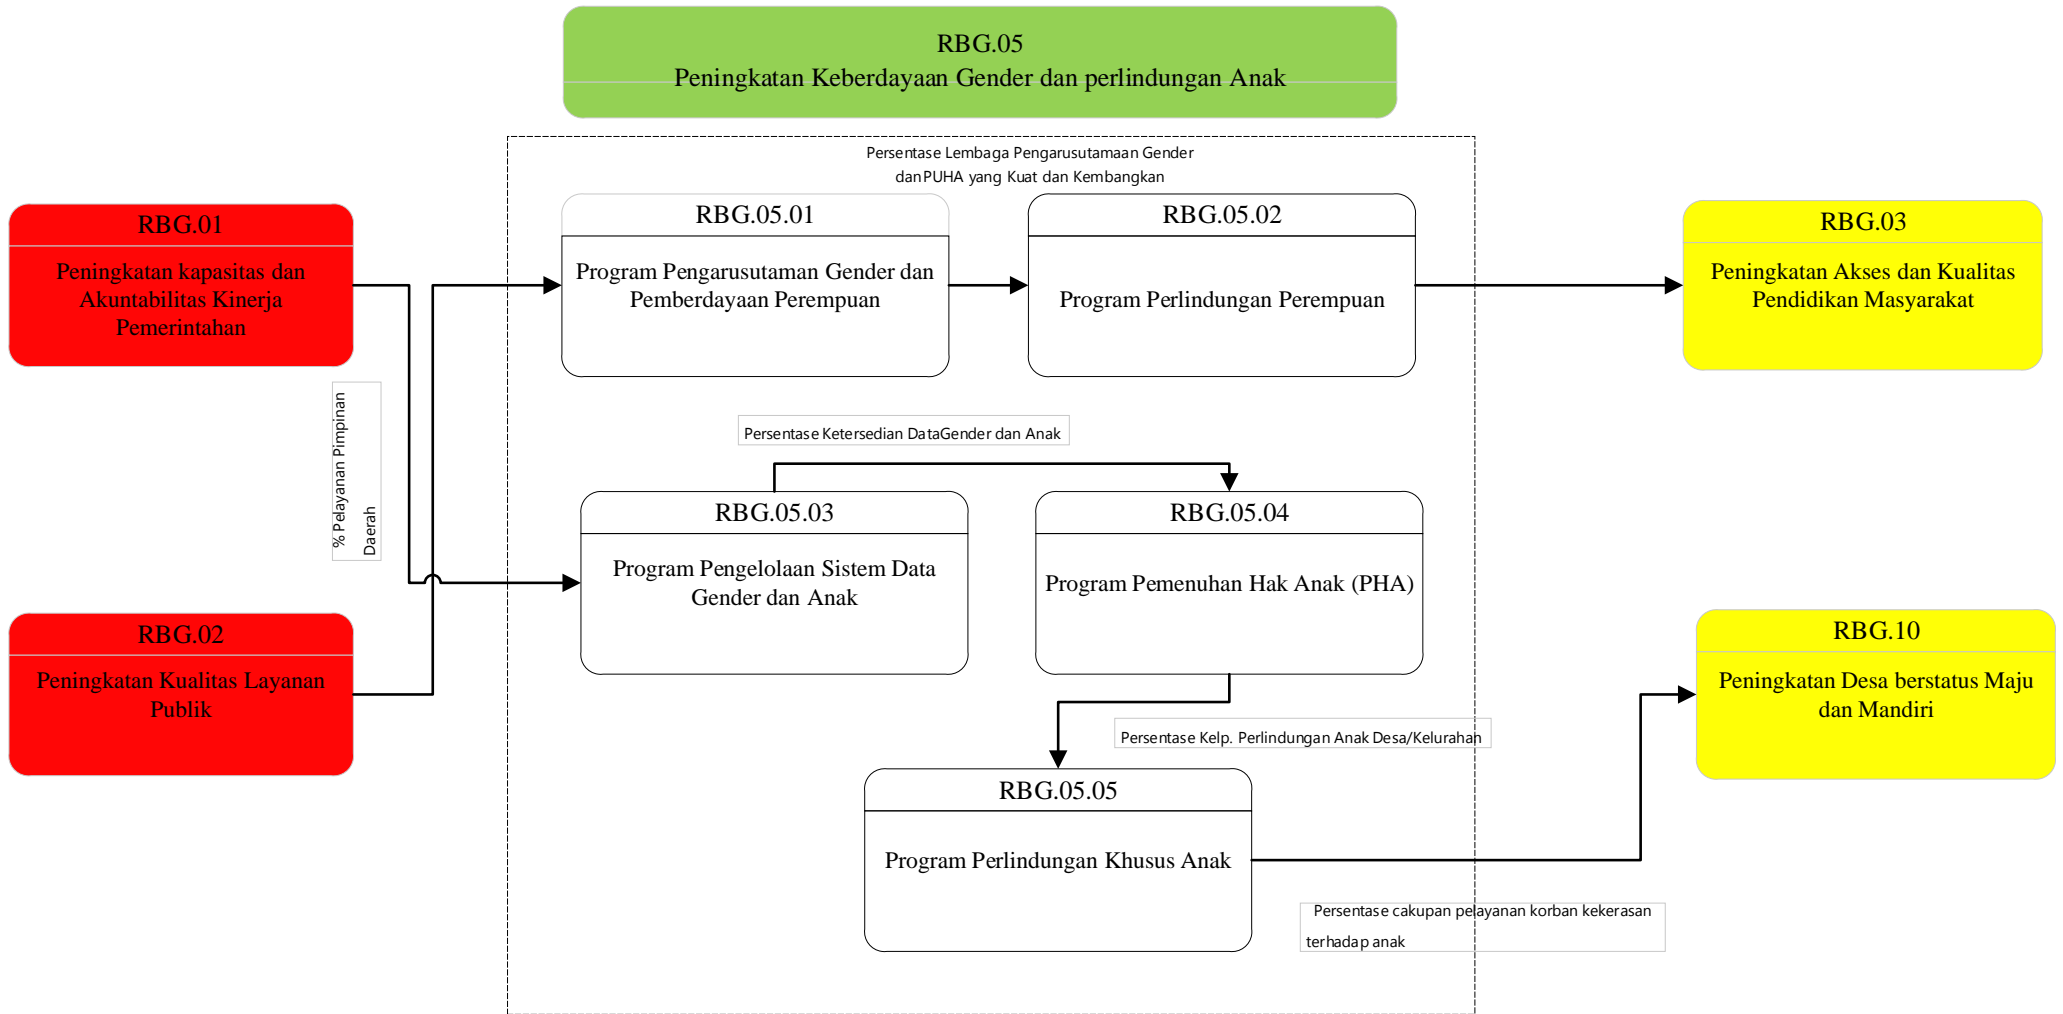 RBG.05
Peningkatan Keberdayaan Gender dan perlindungan Anak
Persentase Lembaga Pengarusutamaan Gender
dan PUHA yang Kuat dan Kembangkan
RBG.01
Peningkatan kapasitas dan
Akuntabilitas Kinerja
Pemerintahan
RBG.05.01
Program Pengarusutaman Gender dan
Pemberdayaan Perempuan
RBG.05.02
Program Perlindungan Perempuan
RBG.03
Peningkatan Akses dan Kualitas
Pendidikan Masyarakat
% Pelayanan Pimpinan
Daerah
Persentase Ketersedian DataGender dan Anak
RBG.05.03
Program Pengelolaan Sistem Data
Gender dan Anak
RBG.05.04
Program Pemenuhan Hak Anak (PHA)
RBG.02
Peningkatan Kualitas Layanan
Publik
RBG.10
Peningkatan Desa berstatus Maju
dan Mandiri
Persentase Kelp. Perlindungan Anak Desa/Kelurahan
RBG.05.05
Program Perlindungan Khusus Anak
Persentase cakupan pelayanan korban kekerasan
terhadap anak